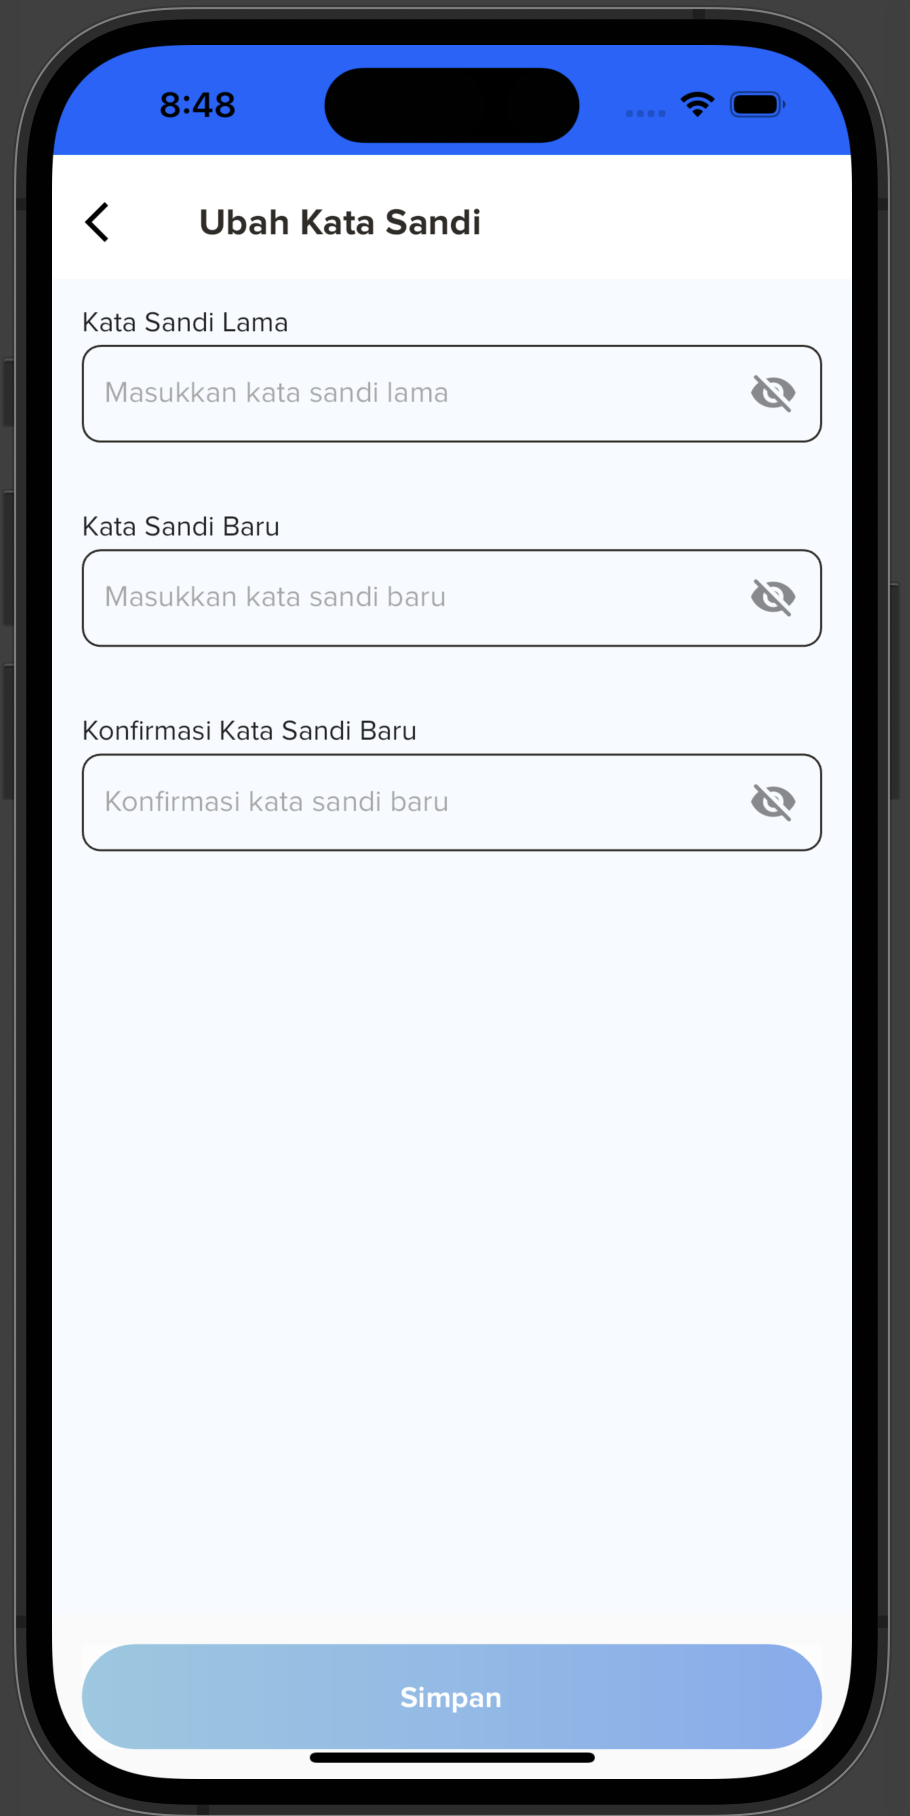 8:48
Ubah Kata Sandi
Kata Sandi Lama
Masukkan kata sandi lama
Kata Sandi Baru
Masukkan kata sandi baru
Konfirmasi Kata Sandi Baru
Konfirmasi kata sandi baru
Simpan